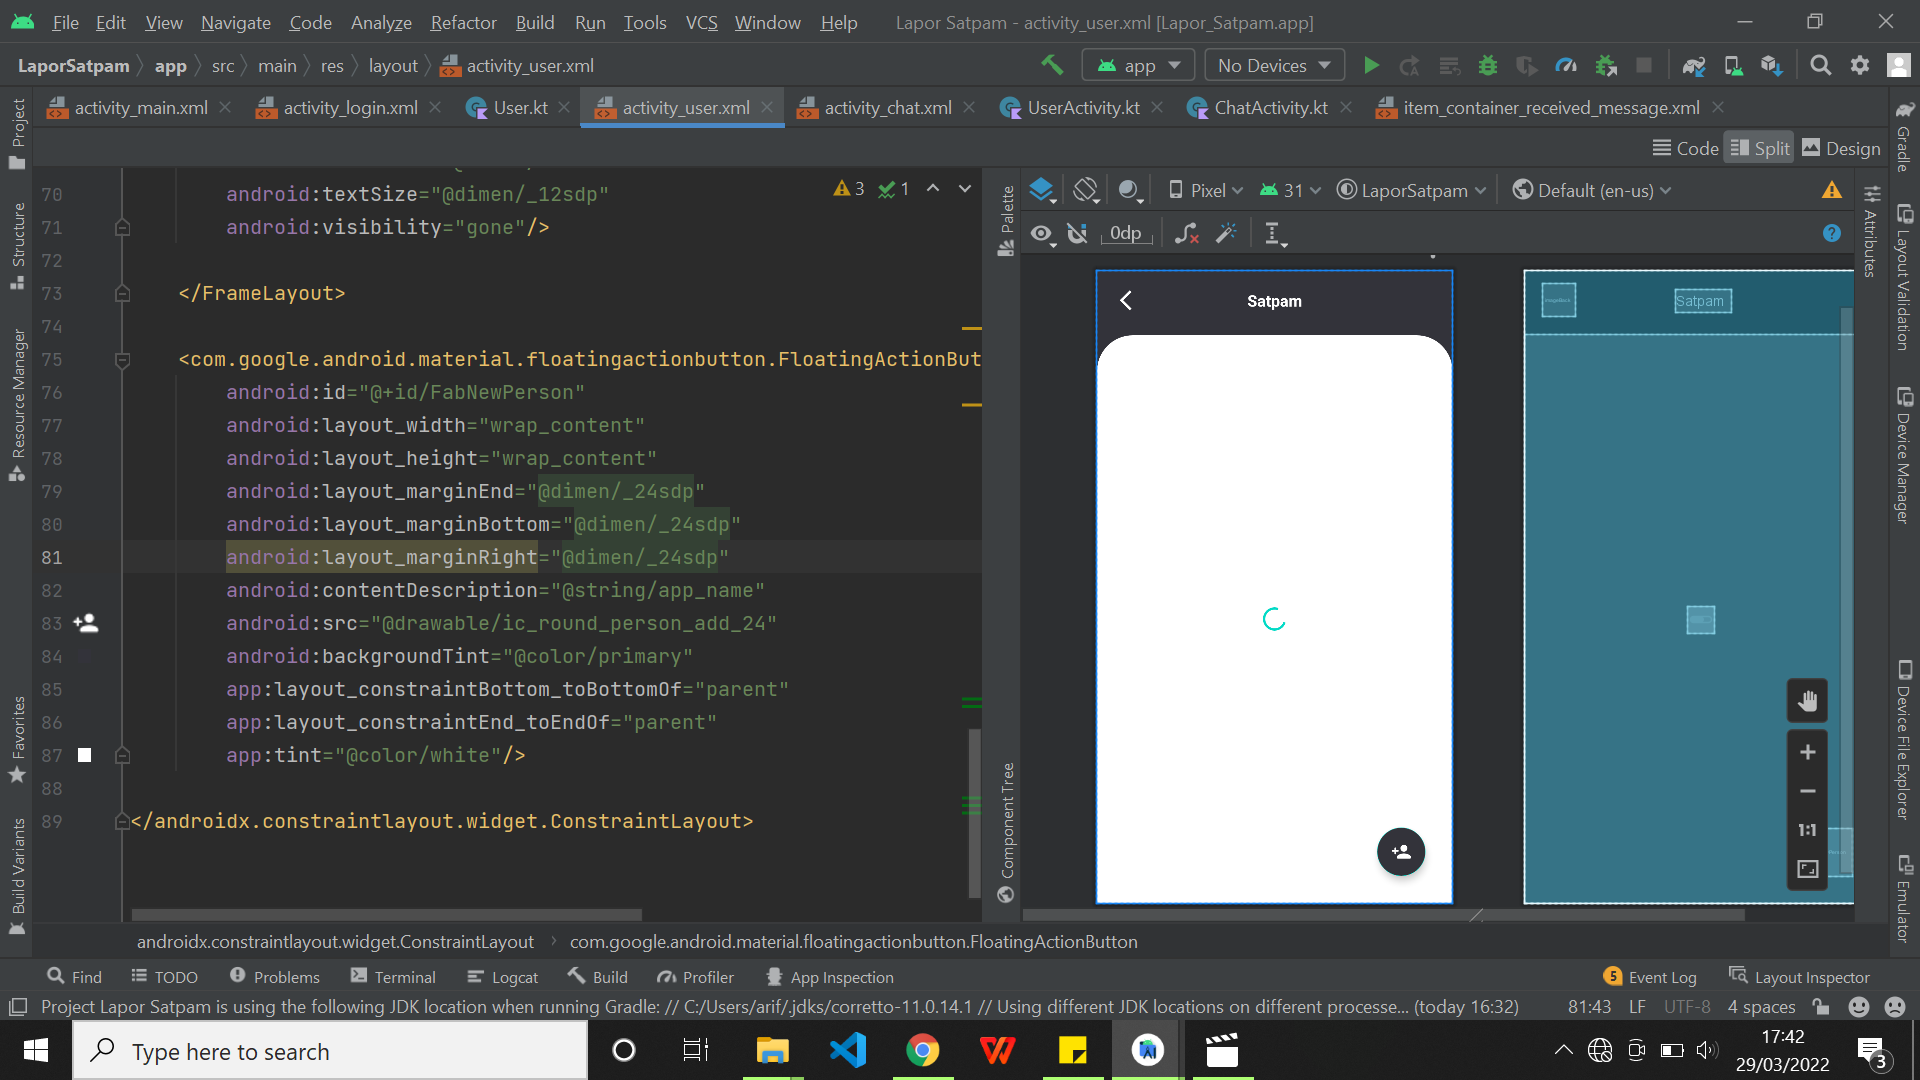 File Edit View Navigate Code Analyze Refactor Build Run Tools VCS Window Help Lapor Satpam - activity_user.xml [Lapor_Satpam.app]
LaporSatpam app src main res layout activity_user.xml app No Devices
activity_main.xml activity_login.xml User.kt activity_user.xml activity_chat.xml UserActivity.kt ChatActivity.kt item_container_received_message.xml
Code Split Design
Project
Structure
Resource Manager
Favorites
Build Variants
3 1
70 android:textSize="@dimen/_12sdp"
71 android:visibility="gone"/>
72
73 </FrameLayout>
74
75 <com.google.android.material.floatingactionbutton.FloatingActionBut
76 android:id="@+id/FabNewPerson"
77 android:layout_width="wrap_content"
78 android:layout_height="wrap_content"
79 android:layout_marginEnd="@dimen/_24sdp"
80 android:layout_marginBottom="@dimen/_24sdp"
81 android:layout_marginRight="@dimen/_24sdp"
82 android:contentDescription="@string/app_name"
83 android:src="@drawable/ic_round_person_add_24"
84 android:backgroundTint="@color/primary"
85 app:layout_constraintBottom_toBottomOf="parent"
86 app:layout_constraintEnd_toEndOf="parent"
87 app:tint="@color/white"/>
88
89 </androidx.constraintlayout.widget.ConstraintLayout>
Palette
Component Tree
Pixel 31 LaporSatpam Default (en-us)
0dp
Satpam
Satpam
1:1
Attributes
Gradle
Layout Validation
Device Manager
Device File Explorer
Emulator
androidx.constraintlayout.widget.ConstraintLayout com.google.android.material.floatingactionbutton.FloatingActionButton
Find TODO Problems Terminal Logcat Build Profiler App Inspection 5 Event Log Layout Inspector
Project Lapor Satpam is using the following JDK location when running Gradle: // C:/Users/arif/.jdks/corretto-11.0.14.1 // Using different JDK locations on different processe... (today 16:32) 81:43 LF UTF-8 4 spaces
Type here to search
17:42
29/03/2022
3